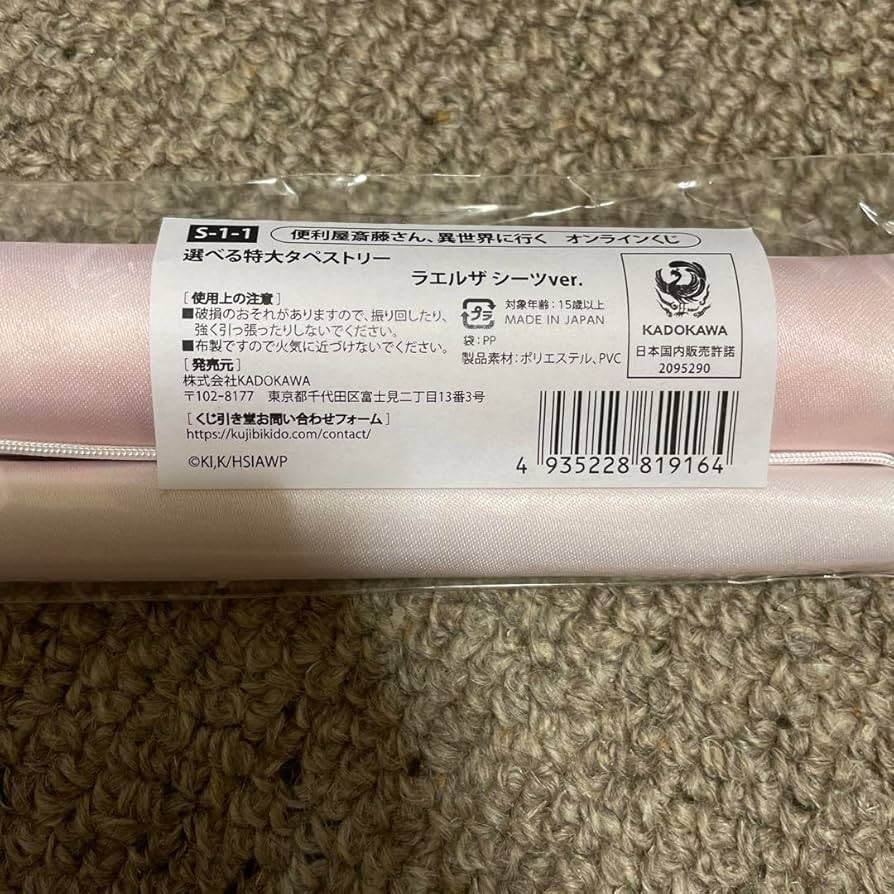 S-1-1 便利屋斎藤さん、異世界に行く オンラインくじ
選べる特大タペストリー
ラエルザ シーツver.
[使用上の注意]
■破損のおそれがありますので、振り回したり、
強く引っ張ったりしないでください。
■布製ですので火気に近づけないでください。
[発売元]
株式会社KADOKAWA
〒102-8177 東京都千代田区富士見二丁目13番3号
[くじ引き堂お問い合わせフォーム]
https://kujibikido.com/contact/
©KI,K/HSIAWP
プラ
袋:PP
対象年齢:15歳以上
MADE IN JAPAN
製品素材:ポリエステル、PVC
KADOKAWA
日本国内販売許諾
2095290
4 935228 819164